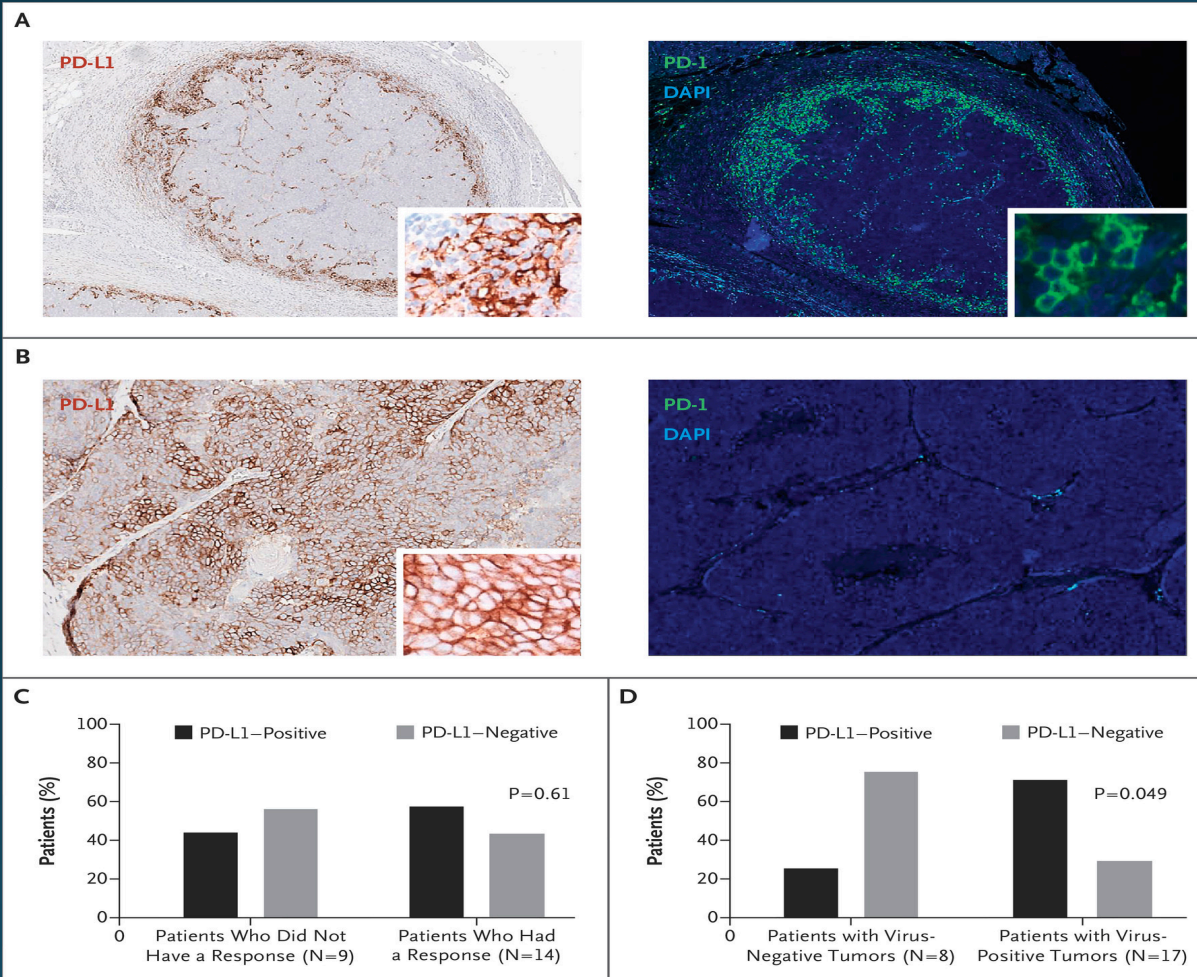 A
PD-L1
PD-1
DAPI
B
PD-L1
PD-1
DAPI
C
100
80
60
40
20
0
0
Patients (%)
PD-L1–Positive
PD-L1–Negative
P=0.61
Patients Who Did Not
Have a Response (N=9)
Patients Who Had
a Response (N=14)
D
100
80
60
40
20
0
0
Patients (%)
PD-L1–Positive
PD-L1–Negative
P=0.049
Patients with Virus-
Negative Tumors (N=8)
Patients with Virus-
Positive Tumors (N=17)